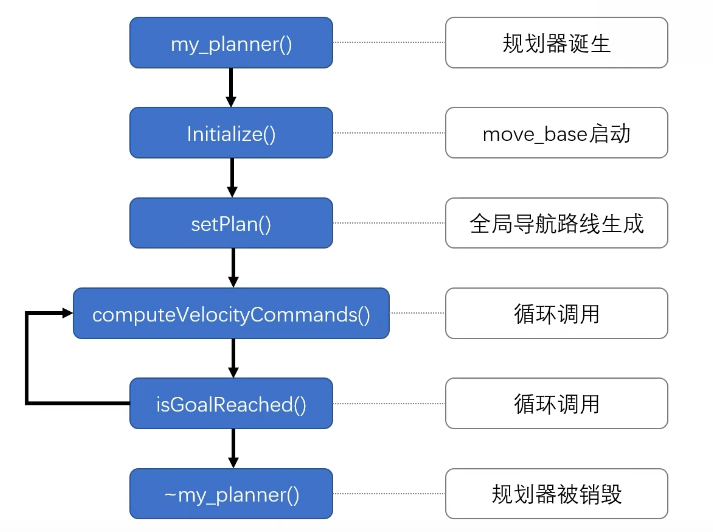 my_planner()
规划器诞生
Initialize()
move_base启动
setPlan()
全局导航路线生成
computeVelocityCommands()
循环调用
isGoalReached()
循环调用
~my_planner()
规划器被销毁